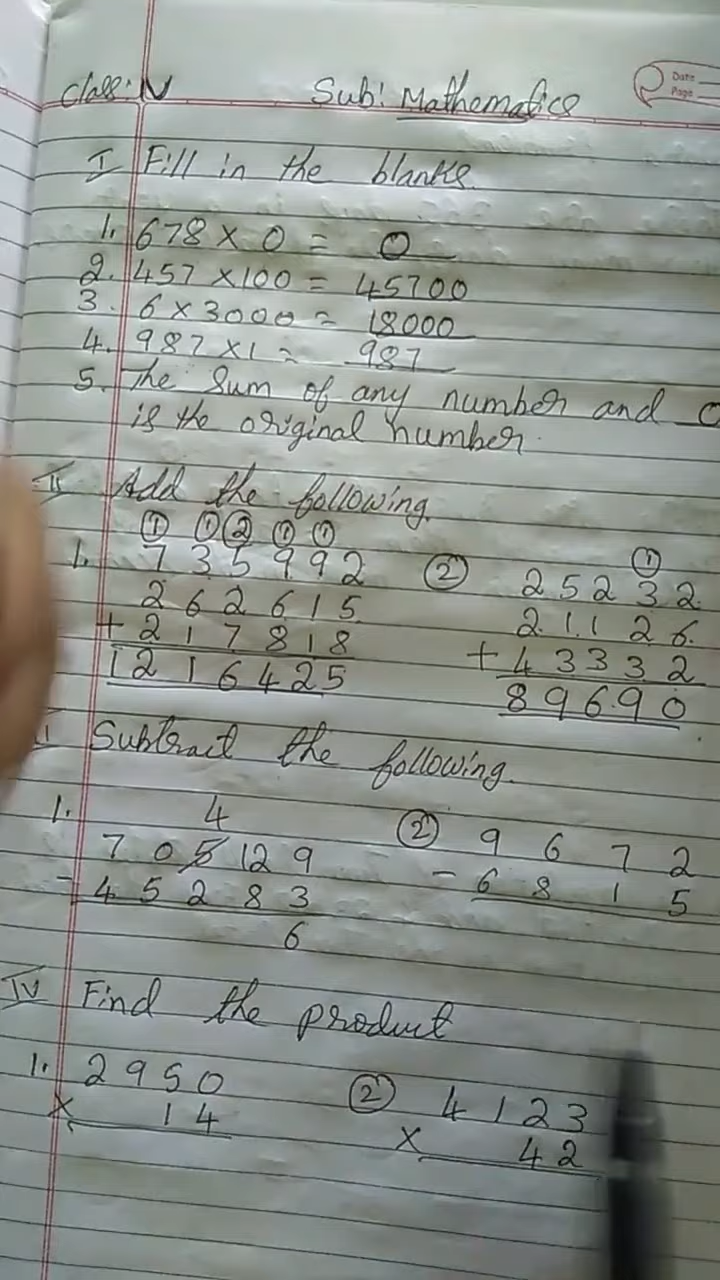 Class: IV Sub: Mathematics
Date
Page
I Fill in the blanks.
1. 678 × 0 = 0
2. 457 × 100 = 45700
3. 6 × 3000 = 18000
4. 987 × 1 = 987
5. The Sum of any number and 0
is the original number.
II Add the following.
① ① ② ① ① ①
1. 7 3 5 9 9 2 ② 2 5 2 3 2
2 6 2 6 1 5 2 1 1 2 6
+ 2 1 7 8 1 8 + 4 3 3 3 2
1 2 1 6 4 2 5 8 9 6 9 0
Subtract the following.
1. 4 ② 9 6 7 2
7 0 5 12 9 - 6 8 1 5
- 4 5 2 8 3
6
IV Find the product
1. 2 9 5 0 ② 4 1 2 3
× 1 4 × 4 2